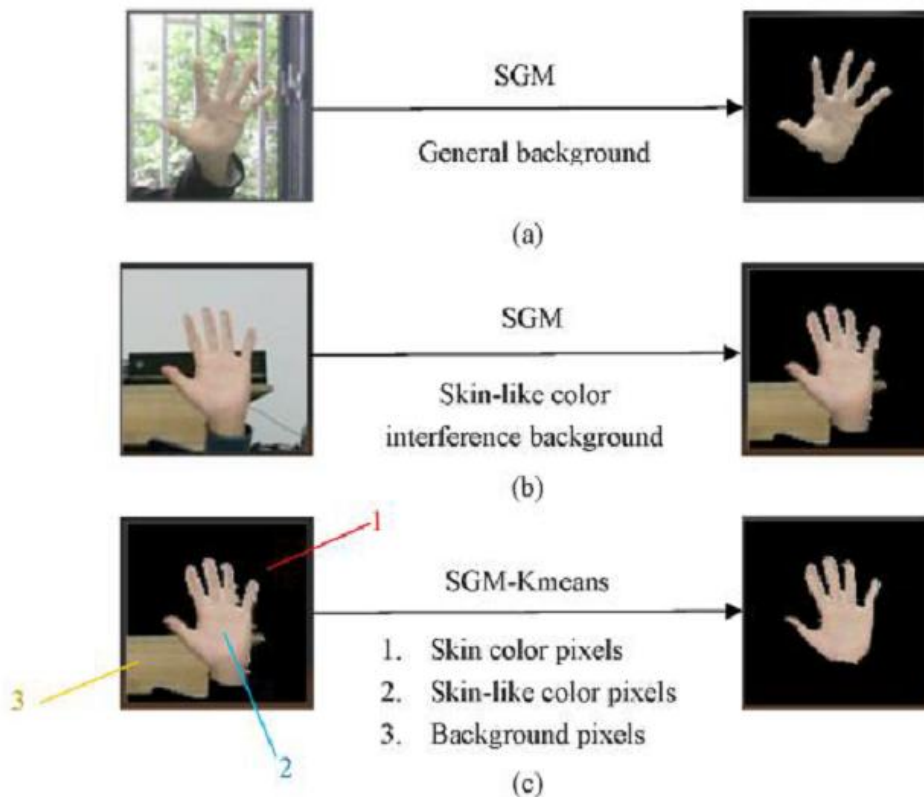 SGM
General background
(a)
SGM
Skin-like color
interference background
(b)
1
SGM-Kmeans
1. Skin color pixels
2. Skin-like color pixels
3. Background pixels
3
2
(c)